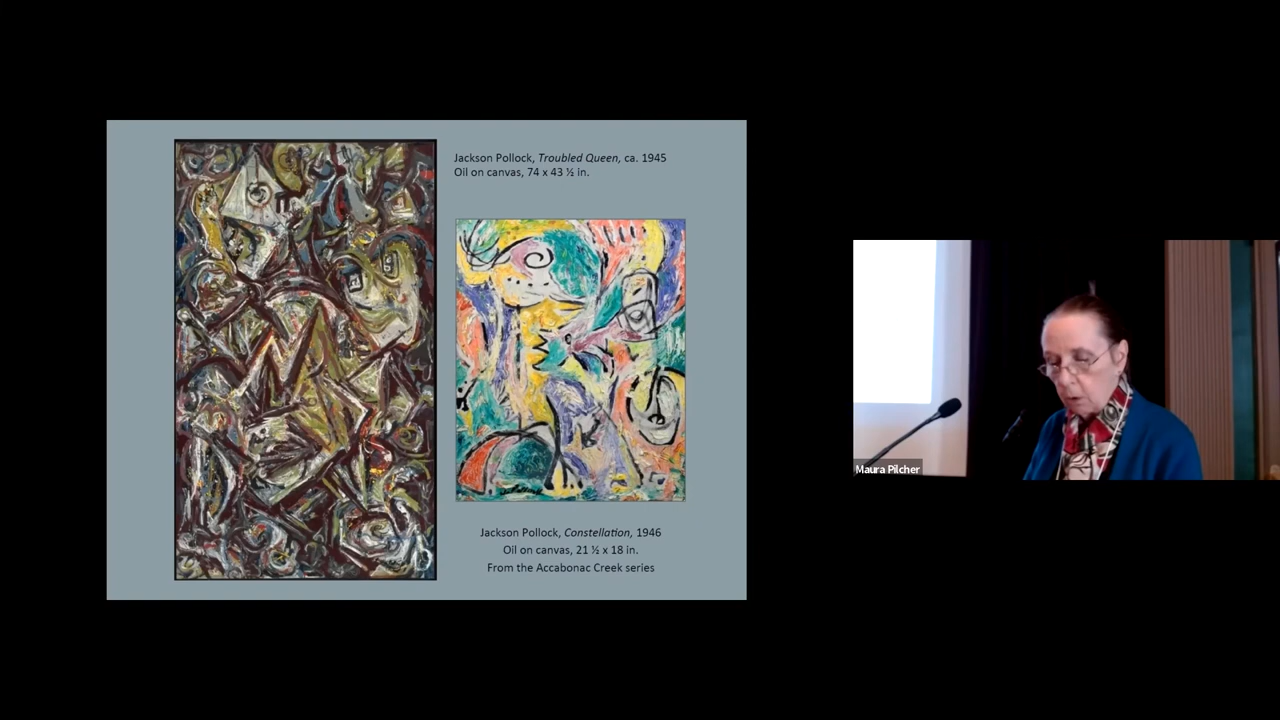 Jackson Pollock, Troubled Queen, ca. 1945
Oil on canvas, 74 x 43 ½ in.
Jackson Pollock, Constellation, 1946
Oil on canvas, 21 ½ x 18 in.
From the Accabonac Creek series
Maura Pilcher